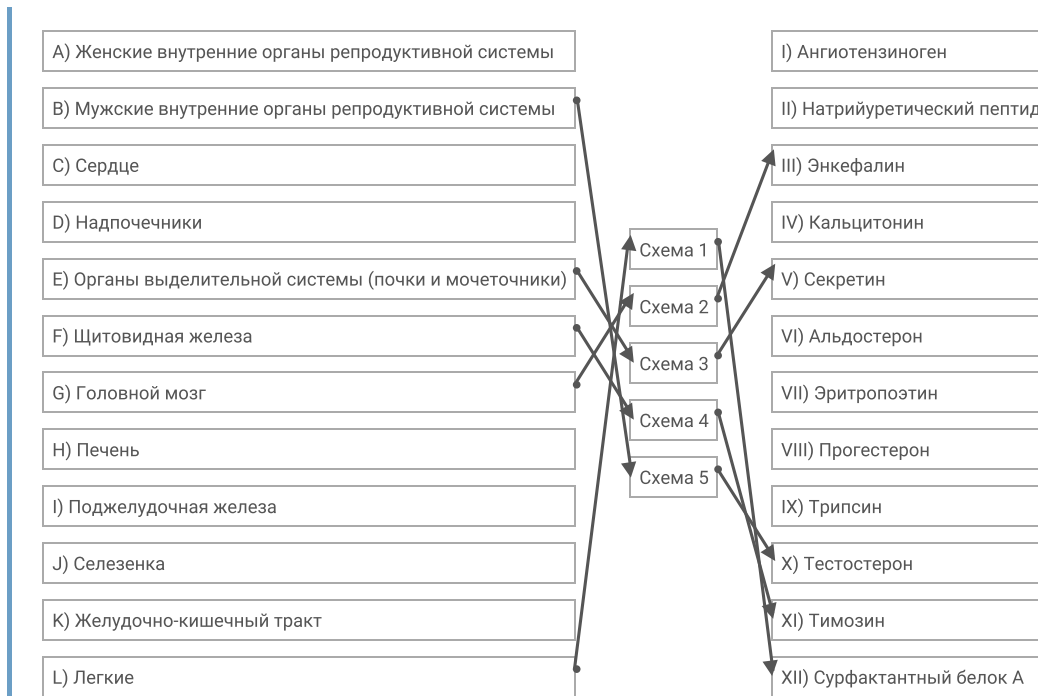 A) Женские внутренние органы репродуктивной системы
B) Мужские внутренние органы репродуктивной системы
C) Сердце
D) Надпочечники
E) Органы выделительной системы (почки и мочеточники)
F) Щитовидная железа
G) Головной мозг
H) Печень
I) Поджелудочная железа
J) Селезенка
K) Желудочно-кишечный тракт
L) Легкие
Схема 1
Схема 2
Схема 3
Схема 4
Схема 5
I) Ангиотензиноген
II) Натрийуретический пептид
III) Энкефалин
IV) Кальцитонин
V) Секретин
VI) Альдостерон
VII) Эритропоэтин
VIII) Прогестерон
IX) Трипсин
X) Тестостерон
XI) Тимозин
XII) Сурфактантный белок А